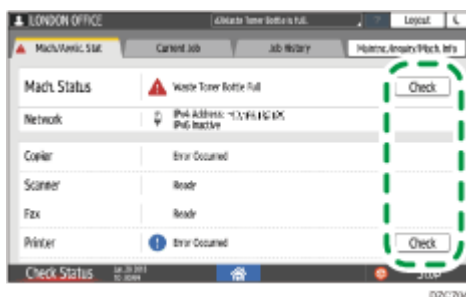 LONDON OFFICE Waste Toner Bottle is Full. ? Logout
Mach./Applic. Stat Current Job Job History Maintnc./Inquiry/Mach. Info
Mach. Status Waste Toner Bottle Full Check
Network IPv4 Address:
IPv6 Inactive
Copier Error Occurred
Scanner Ready
Fax Ready
Printer Error Occurred Check
Check Status Stop